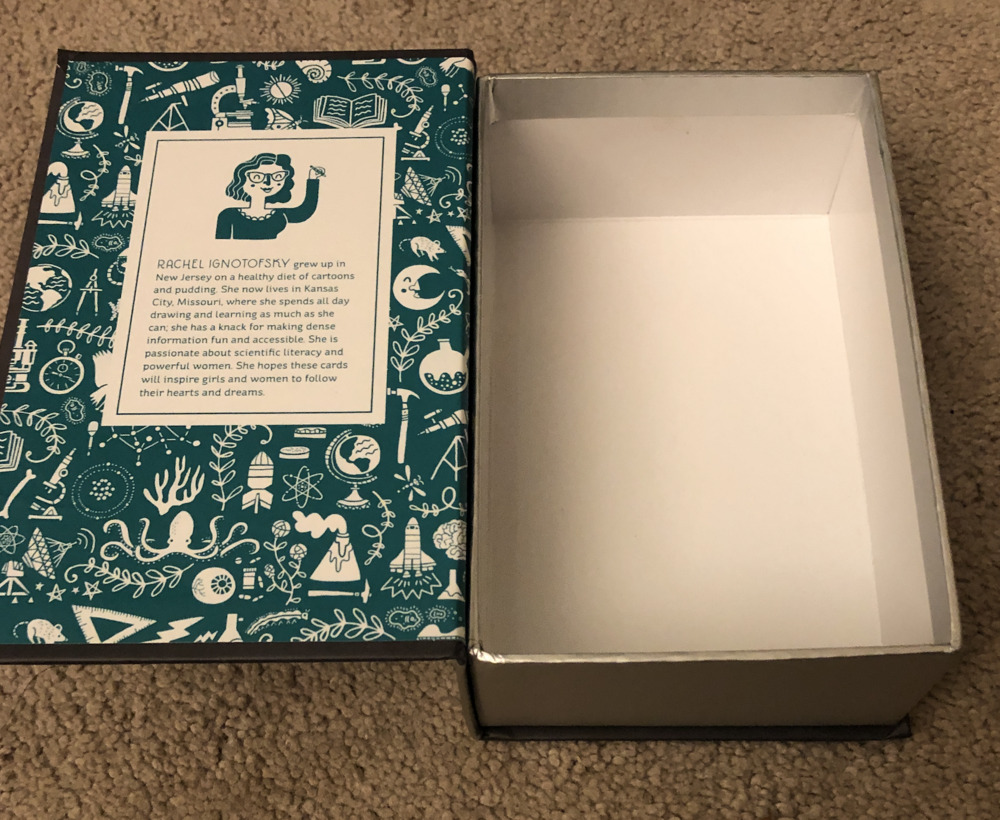 RACHEL IGNOTOFSKY grew up in
New Jersey on a healthy diet of cartoons
and pudding. She now lives in Kansas
City, Missouri, where she spends all day
drawing and learning as much as she
can; she has a knack for making dense
information fun and accessible. She is
passionate about scientific literacy and
powerful women. She hopes these cards
will inspire girls and women to follow
their hearts and dreams.